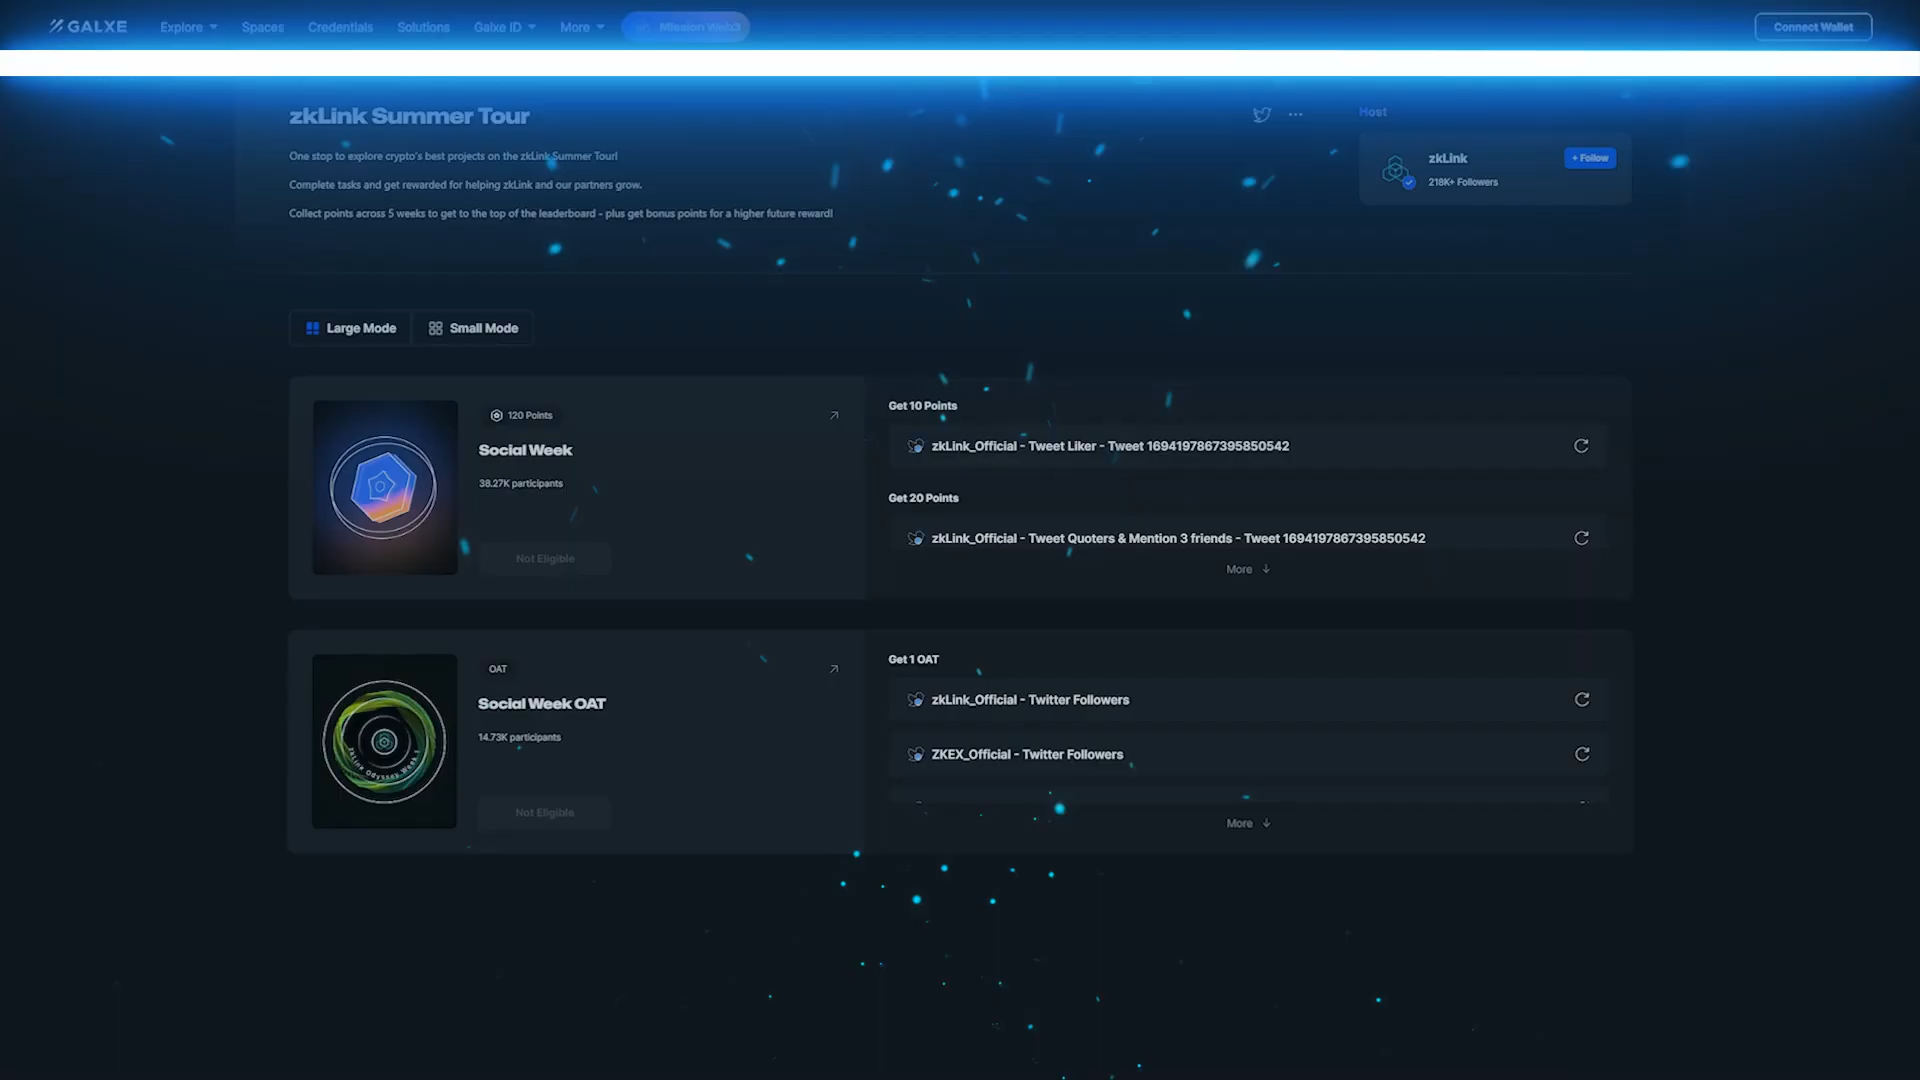 GALXE
Explore
Spaces
Credentials
Solutions
Galxe ID
More
Mission Web3
Connect Wallet
zkLink Summer Tour
One stop to explore crypto's best projects on the zkLink Summer Tour!
Complete tasks and get rewarded for helping zkLink and our partners grow.
Collect points across 5 weeks to get to the top of the leaderboard - plus get bonus points for a higher future reward!
Host
zkLink
+ Follow
218K+ Followers
Large Mode
Small Mode
120 Points
Social Week
38.27K participants
Not Eligible
Get 10 Points
zkLink_Official - Tweet Liker - Tweet 1694197867395850542
Get 20 Points
zkLink_Official - Tweet Quoters & Mention 3 friends - Tweet 1694197867395850542
More
OAT
Social Week OAT
14.73K participants
Not Eligible
zkLink Odyssey Week 1
Get 1 OAT
zkLink_Official - Twitter Followers
ZKEX_Official - Twitter Followers
More